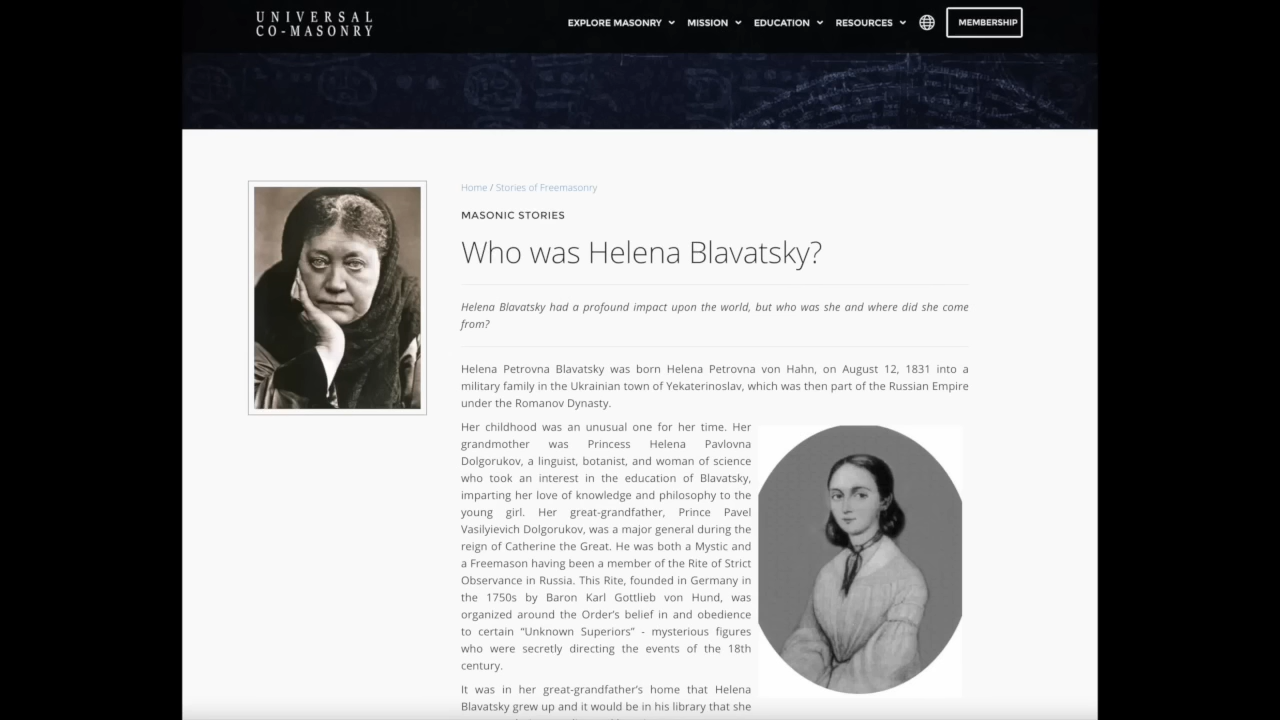 UNIVERSAL
CO-MASONRY
EXPLORE MASONRY MISSION EDUCATION RESOURCES MEMBERSHIP
Home / Stories of Freemasonry
MASONIC STORIES
Who was Helena Blavatsky?
Helena Blavatsky had a profound impact upon the world, but who was she and where did she come
from?
Helena Petrovna Blavatsky was born Helena Petrovna von Hahn, on August 12, 1831 into a
military family in the Ukrainian town of Yekaterinoslav, which was then part of the Russian Empire
under the Romanov Dynasty.
Her childhood was an unusual one for her time. Her
grandmother was Princess Helena Pavlovna
Dolgorukov, a linguist, botanist, and woman of science
who took an interest in the education of Blavatsky,
imparting her love of knowledge and philosophy to the
young girl. Her great-grandfather, Prince Pavel
Vasilyievich Dolgorukov, was a major general during the
reign of Catherine the Great. He was both a Mystic and
a Freemason having been a member of the Rite of Strict
Observance in Russia. This Rite, founded in Germany in
the 1750s by Baron Karl Gottlieb von Hund, was
organized around the Order's belief in and obedience
to certain "Unknown Superiors" - mysterious figures
who were secretly directing the events of the 18th
century.
It was in her great-grandfather's home that Helena
Blavatsky grew up and it would be in his library that she